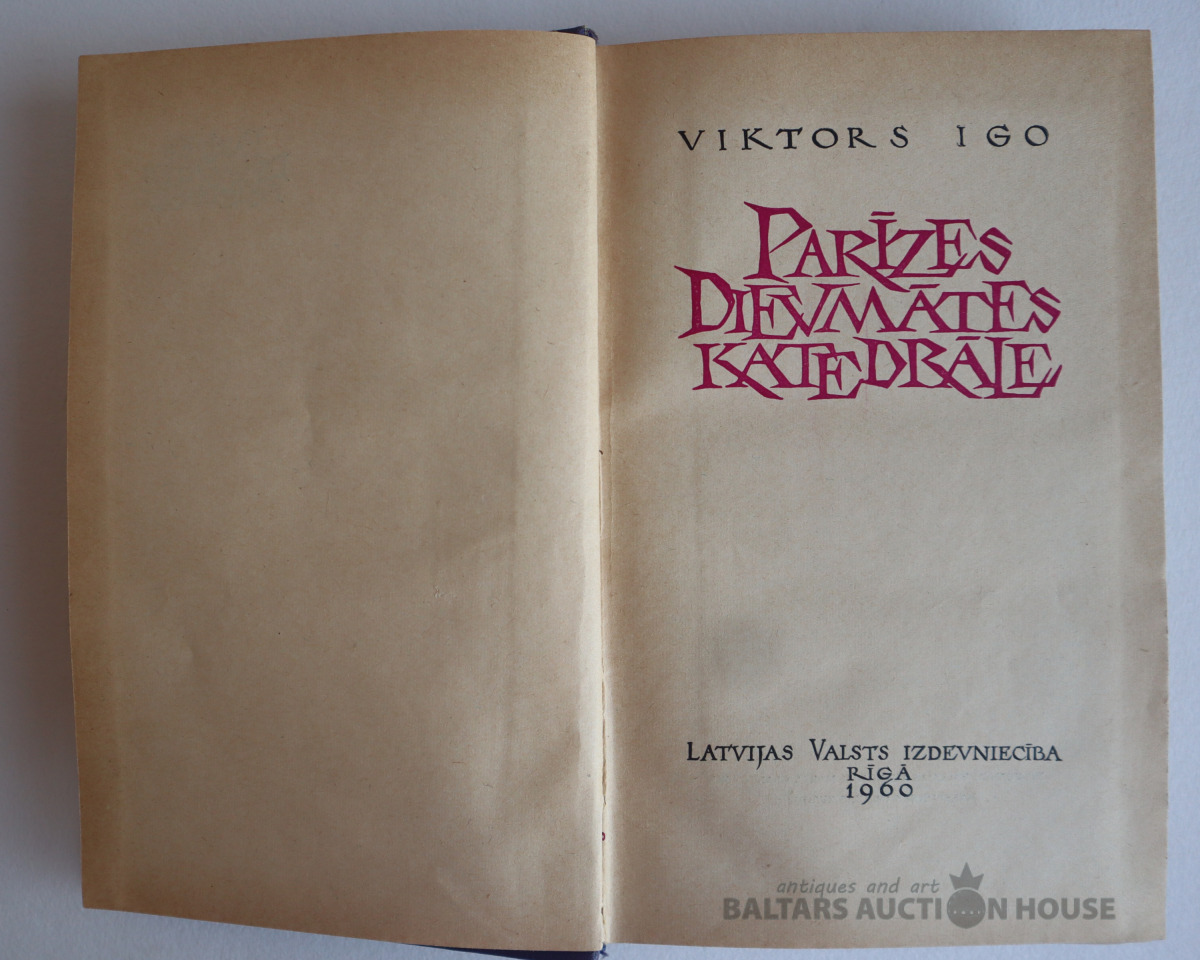 VIKTORS IGO
PARĪZES
DIEVMĀTES
KATEDRĀLE
LATVIJAS VALSTS IZDEVNIECĪBA
RĪGĀ
1960
antiques and art
BALTARS AUCTION HOUSE